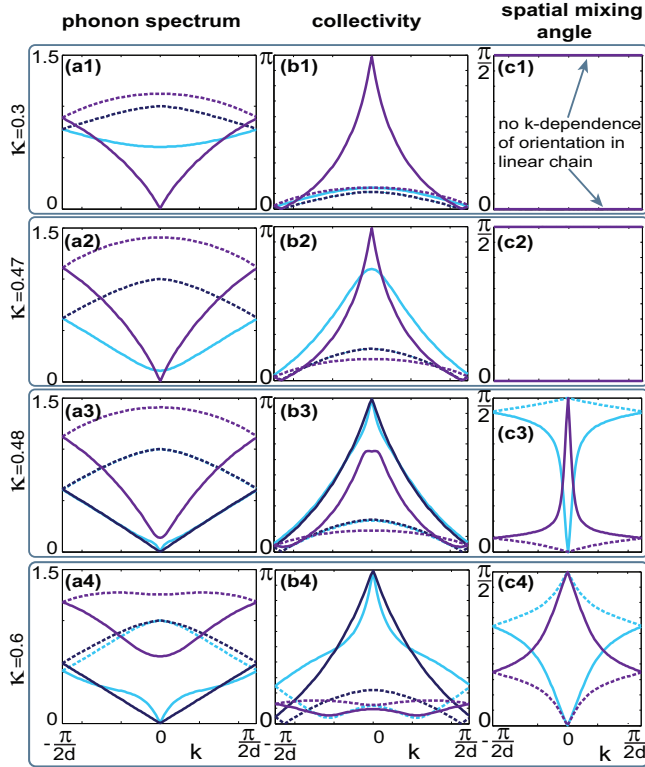 phonon spectrum
collectivity
spatial mixing
angle
κ=0.3
1.5
(a1)
0
π
(b1)
0
π
2
(c1)
no k-dependence
of orientation in
linear chain
0
κ=0.47
1.5
(a2)
0
π
(b2)
0
π
2
(c2)
0
κ=0.48
1.5
(a3)
0
π
(b3)
0
π
2
(c3)
0
κ=0.6
1.5
(a4)
0
π
(b4)
0
π
2
(c4)
0
-π/2d 0 k π/2d
-π/2d 0 k π/2d
-π/2d 0 k π/2d